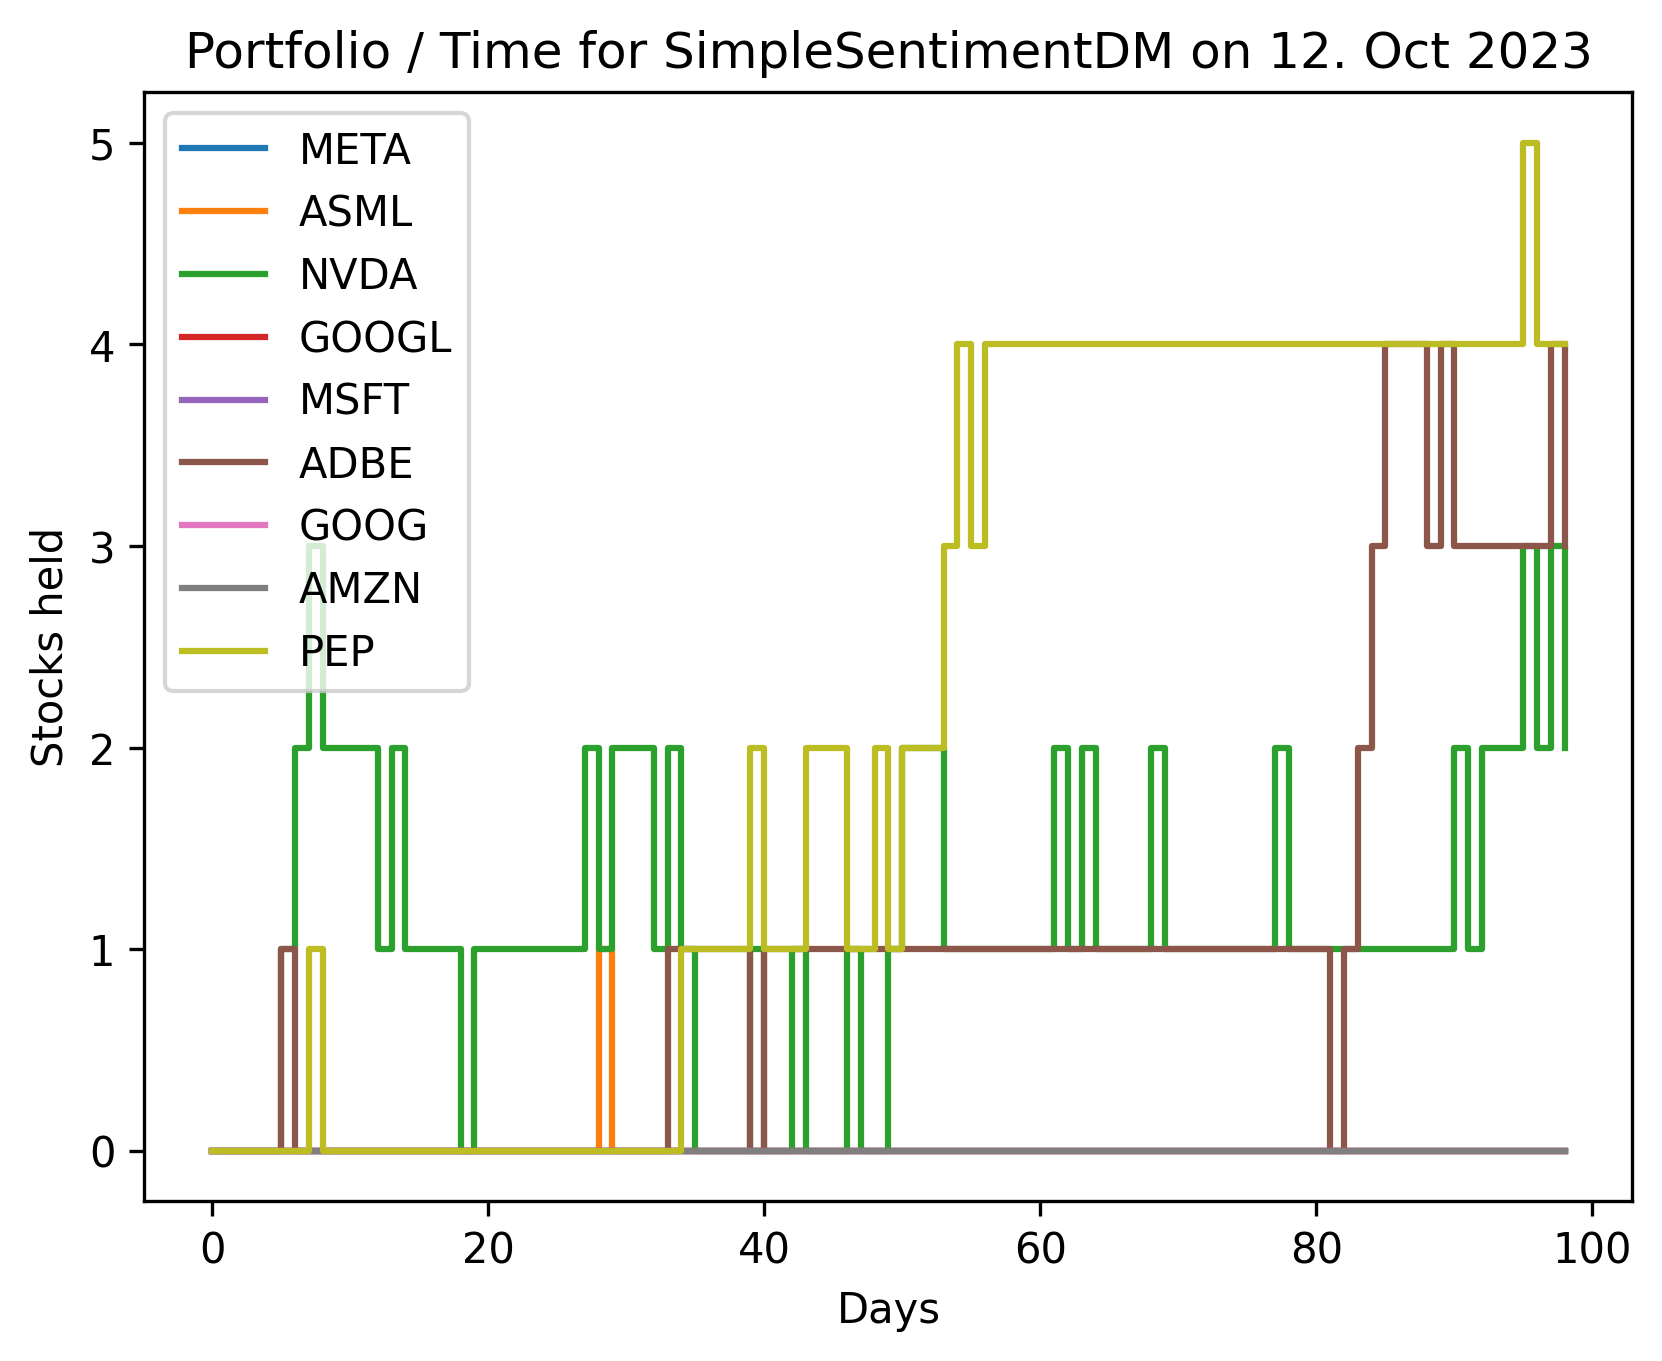 Portfolio / Time for SimpleSentimentDM on 12. Oct 2023
META
ASML
NVDA
GOOGL
MSFT
ADBE
GOOG
AMZN
PEP
Stocks held
5
4
3
2
1
0
0 20 40 60 80 100
Days